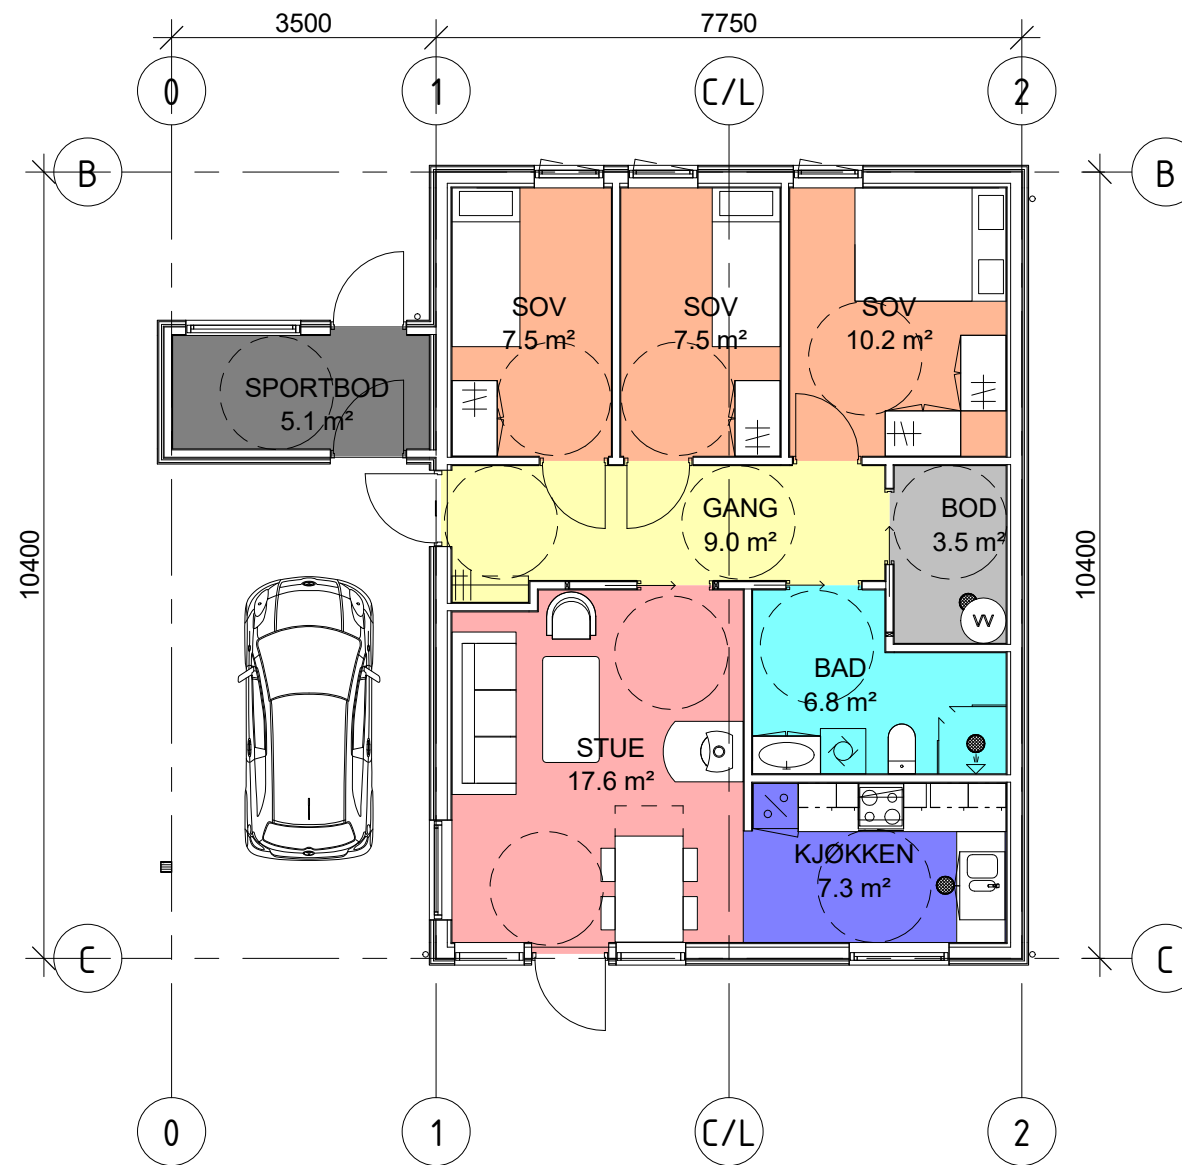 3500
7750
0
1
C/L
2
B
B
SOV
7.5 m²
SOV
7.5 m²
SOV
10.2 m²
SPORTBOD
5.1 m²
GANG
9.0 m²
BOD
3.5 m²
10400
10400
VV
BAD
6.8 m²
STUE
17.6 m²
KJØKKEN
7.3 m²
C
C
0
1
C/L
2